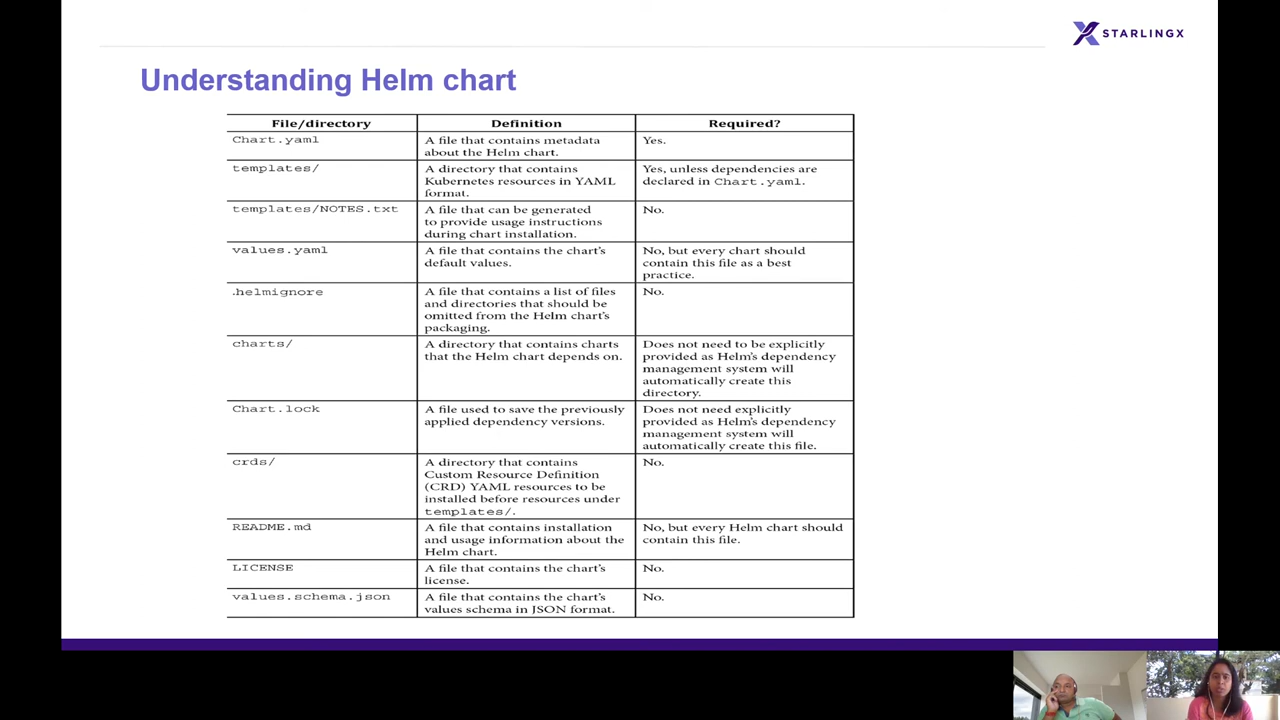 STARLINGX
Understanding Helm chart
File/directory Definition Required?
Chart.yaml A file that contains metadata Yes.
about the Helm chart.
templates/ A directory that contains Yes, unless dependencies are
Kubernetes resources in YAML declared in Chart.yaml.
format.
templates/NOTES.txt A file that can be generated No.
to provide usage instructions
during chart installation.
values.yaml A file that contains the chart's No, but every chart should
default values. contain this file as a best
practice.
.helmignore A file that contains a list of files No.
and directories that should be
omitted from the Helm chart's
packaging.
charts/ A directory that contains charts Does not need to be explicitly
that the Helm chart depends on. provided as Helm's dependency
management system will
automatically create this
directory.
Chart.lock A file used to save the previously Does not need explicitly
applied dependency versions. provided as Helm's dependency
management system will
automatically create this file.
crds/ A directory that contains No.
Custom Resource Definition
(CRD) YAML resources to be
installed before resources under
templates/.
README.md A file that contains installation No, but every Helm chart should
and usage information about the contain this file.
Helm chart.
LICENSE A file that contains the chart's No.
license.
values.schema.json A file that contains the chart's No.
values schema in JSON format.